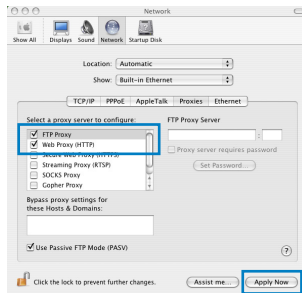 Network
Show All
Displays
Sound
Network
Startup Disk
Location: Automatic
Show: Built-in Ethernet
TCP/IP
PPPoE
AppleTalk
Proxies
Ethernet
Select a proxy server to configure:
FTP Proxy Server
FTP Proxy
Web Proxy (HTTP)
Secure Web Proxy (HTTPS)
Streaming Proxy (RTSP)
SOCKS Proxy
Gopher Proxy
:
Proxy server requires password
Set Password...
Bypass proxy settings for
these Hosts & Domains:
Use Passive FTP Mode (PASV)
?
Click the lock to prevent further changes.
Assist me...
Apply Now